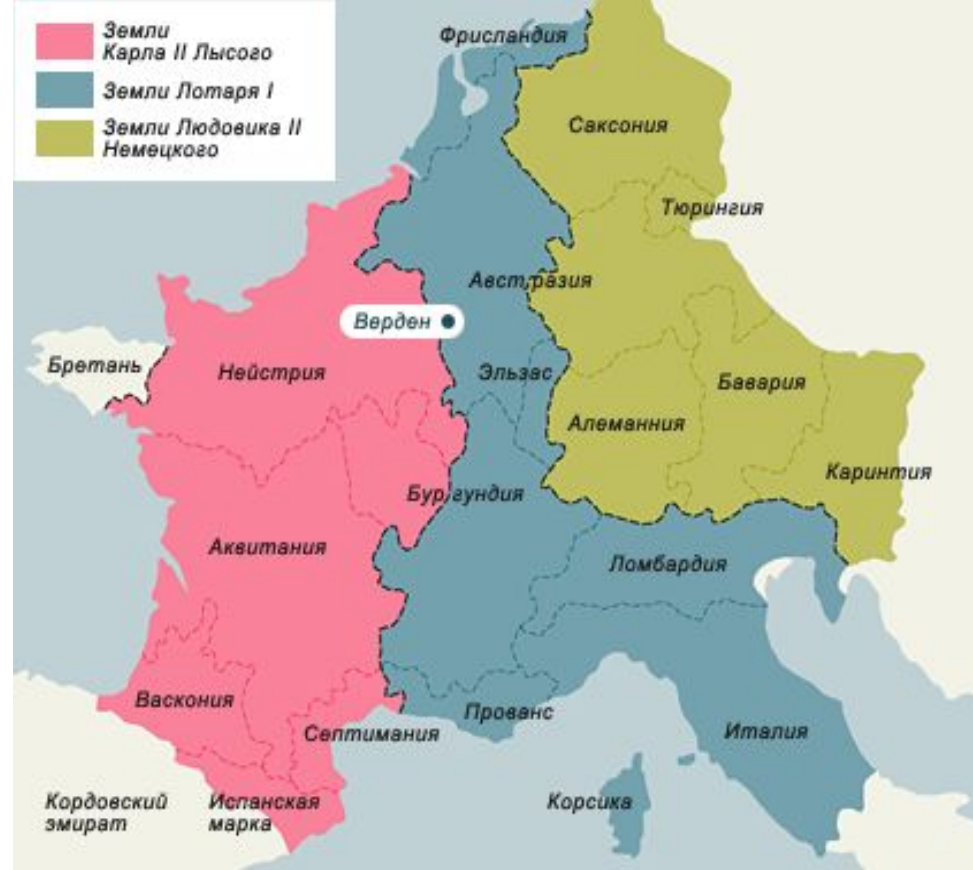 Земли
Карла II Лысого
Земли Лотаря I
Земли Людовика II
Немецкого
Фрисландия
Саксония
Тюрингия
Австразия
Верден
Бретань
Нейстрия
Эльзас
Бавария
Алеманния
Каринтия
Бургундия
Аквитания
Ломбардия
Васкония
Септимания
Прованс
Италия
Кордовский
эмират
Испанская
марка
Корсика